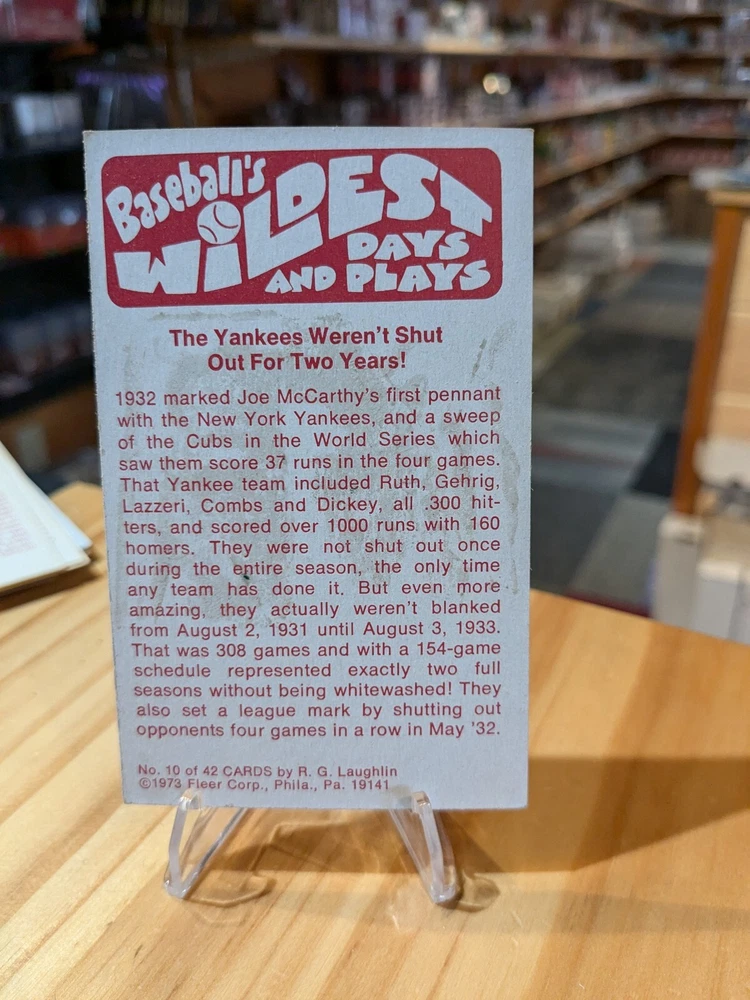 Baseball's
WiLDEST
DAYS
AND PLAYS
The Yankees Weren't Shut
Out For Two Years!
1932 marked Joe McCarthy's first pennant
with the New York Yankees, and a sweep
of the Cubs in the World Series which
saw them score 37 runs in the four games.
That Yankee team included Ruth, Gehrig,
Lazzeri, Combs and Dickey, all .300 hit-
ters, and scored over 1000 runs with 160
homers. They were not shut out once
during the entire season, the only time
any team has done it. But even more
amazing, they actually weren't blanked
from August 2, 1931 until August 3, 1933.
That was 308 games and with a 154-game
schedule represented exactly two full
seasons without being whitewashed! They
also set a league mark by shutting out
opponents four games in a row in May '32.
No. 10 of 42 CARDS by R. G. Laughlin
©1973 Fleer Corp., Phila., Pa. 19141